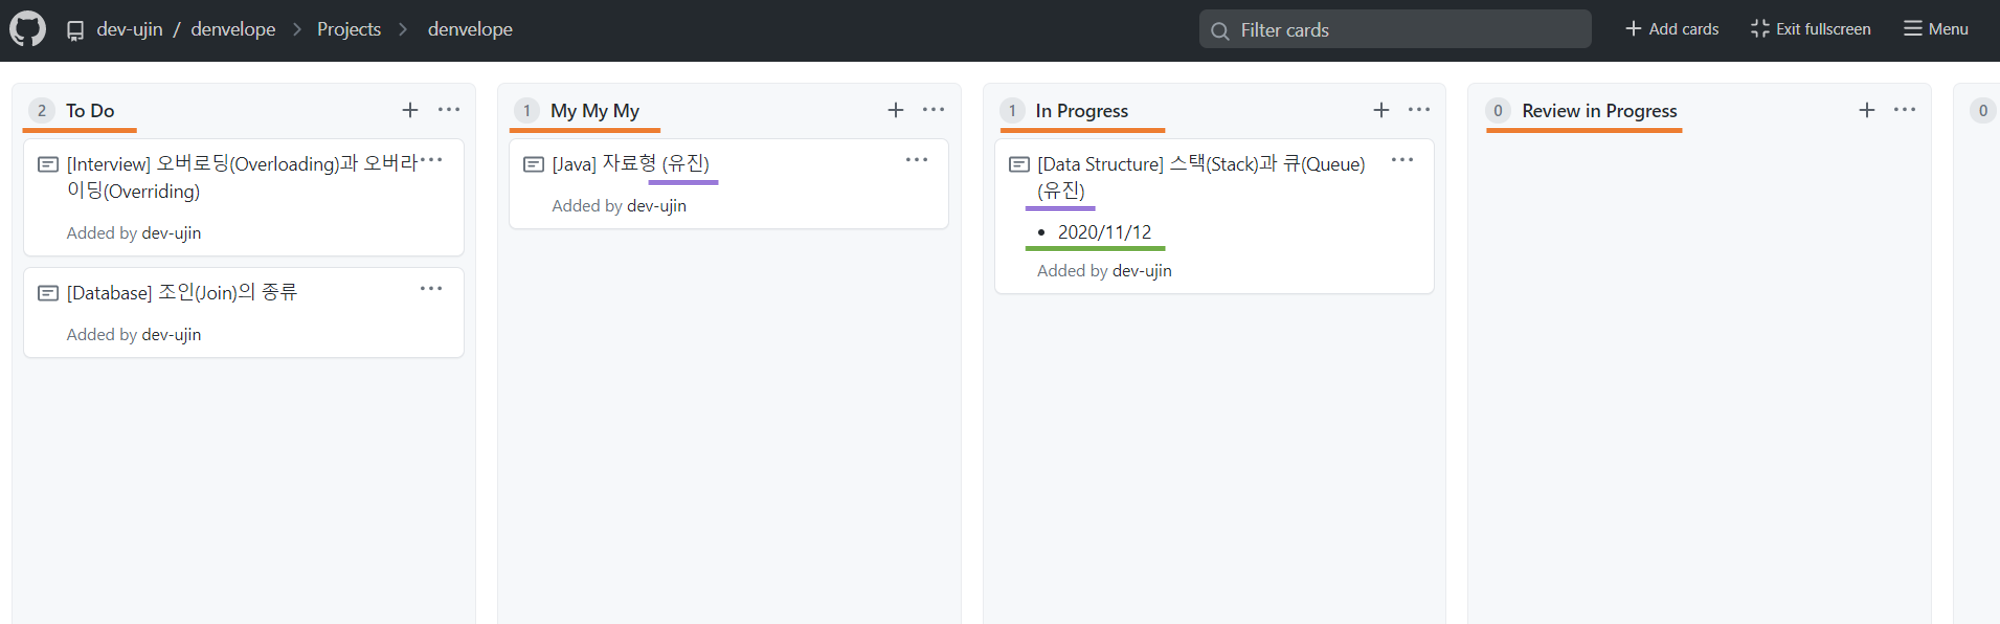 dev-ujin / denvelope > Projects > denvelope
Filter cards
+ Add cards
Exit fullscreen
Menu
2 To Do + ...
[Interview] 오버로딩(Overloading)과 오버라 ...
이딩(Overriding)
Added by dev-ujin
[Database] 조인(Join)의 종류 ...
Added by dev-ujin
1 My My My + ...
[Java] 자료형 (유진) ...
Added by dev-ujin
1 In Progress + ...
[Data Structure] 스택(Stack)과 큐(Queue) ...
(유진)
• 2020/11/12
Added by dev-ujin
0 Review in Progress + ...
0